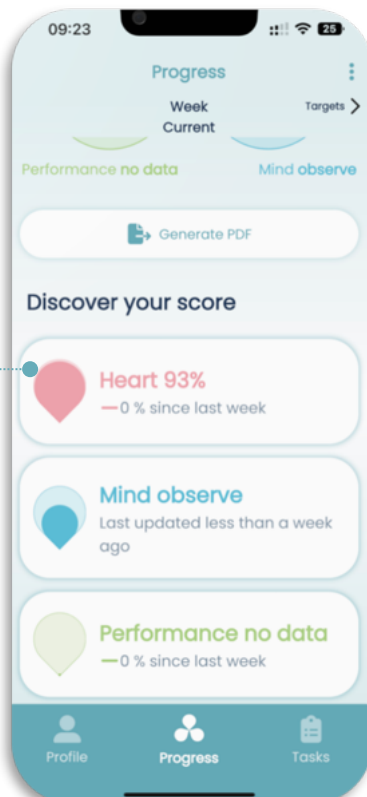 09:23
25
Progress
Week
Targets
Current
Performance no data
Mind observe
Generate PDF
Discover your score
Heart 93%
—0 % since last week
Mind observe
Last updated less than a week
ago
Performance no data
—0 % since last week
Profile
Progress
Tasks